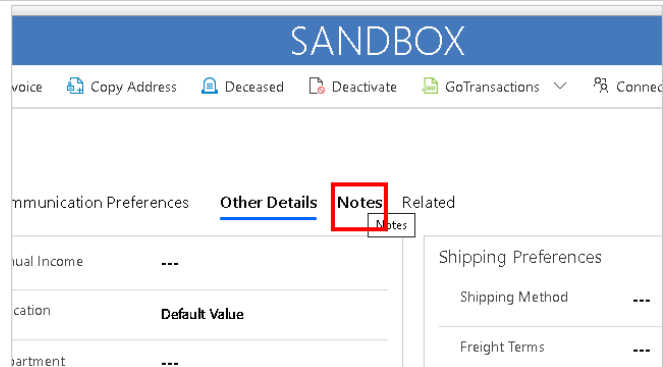 SANDBOX
voice Copy Address Deceased Deactivate GoTransactions Connec
mmunication Preferences Other Details Notes Related
Notes
nual Income ---
Shipping Preferences
cation Default Value
Shipping Method ---
partment ---
Freight Terms ---